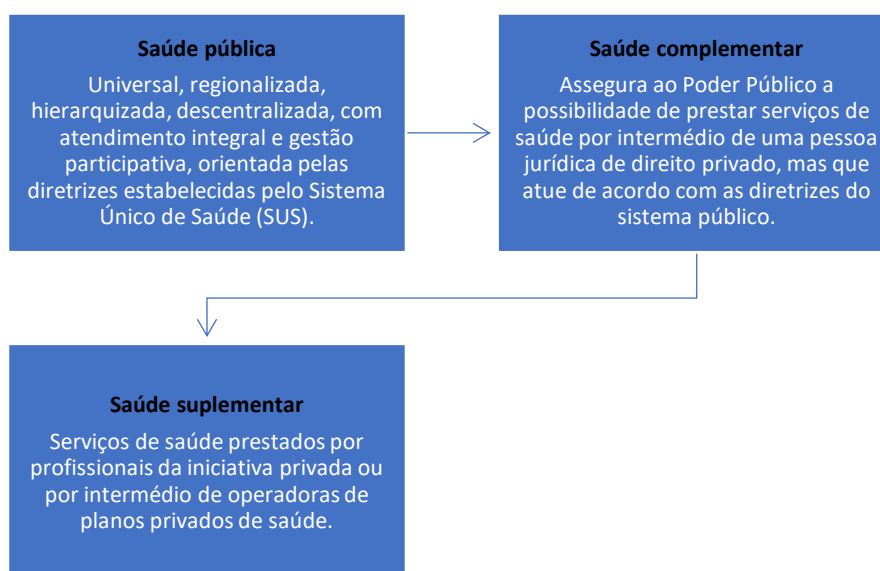 Saúde pública
Universal, regionalizada,
hierarquizada, descentralizada, com
atendimento integral e gestão
participativa, orientada pelas
diretrizes estabelecidas pelo Sistema
Único de Saúde (SUS).
Saúde complementar
Assegura ao Poder Público a
possibilidade de prestar serviços de
saúde por intermédio de uma pessoa
jurídica de direito privado, mas que
atue de acordo com as diretrizes do
sistema público.
Saúde suplementar
Serviços de saúde prestados por
profissionais da iniciativa privada ou
por intermédio de operadoras de
planos privados de saúde.